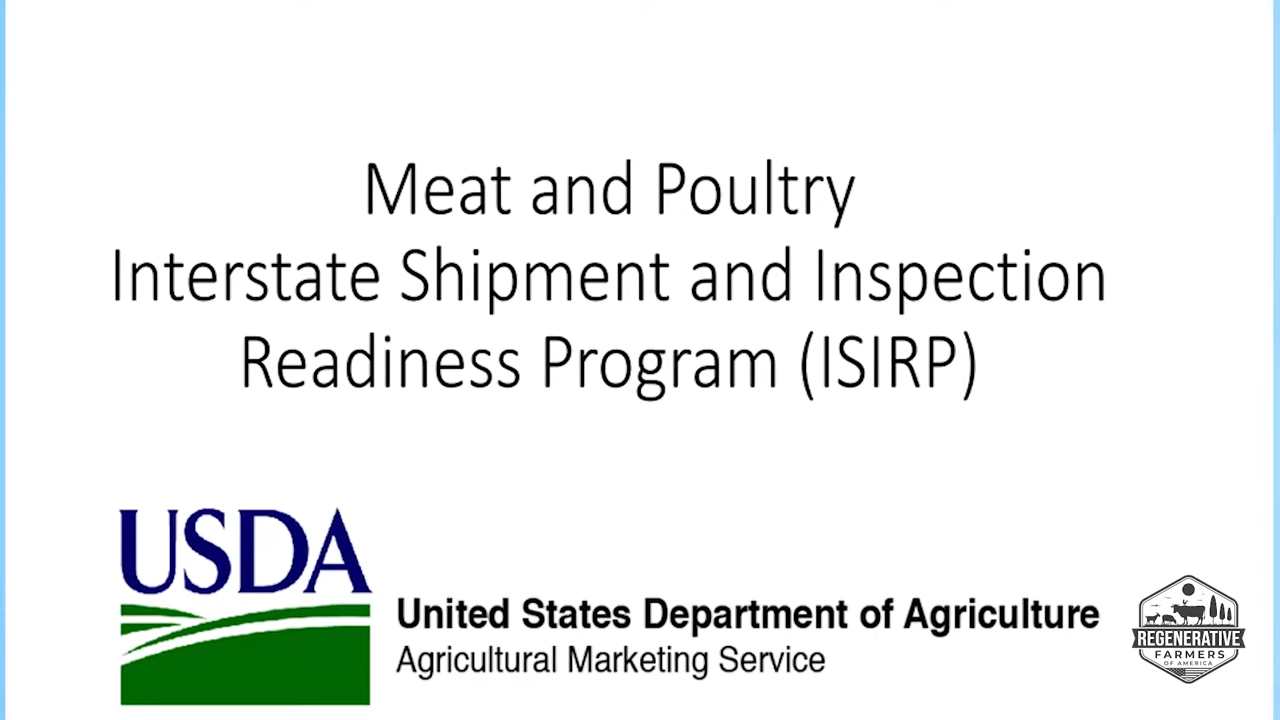 Meat and Poultry
Interstate Shipment and Inspection
Readiness Program (ISIRP)
USDA
United States Department of Agriculture
Agricultural Marketing Service
REGENERATIVE
FARMERS
OF AMERICA